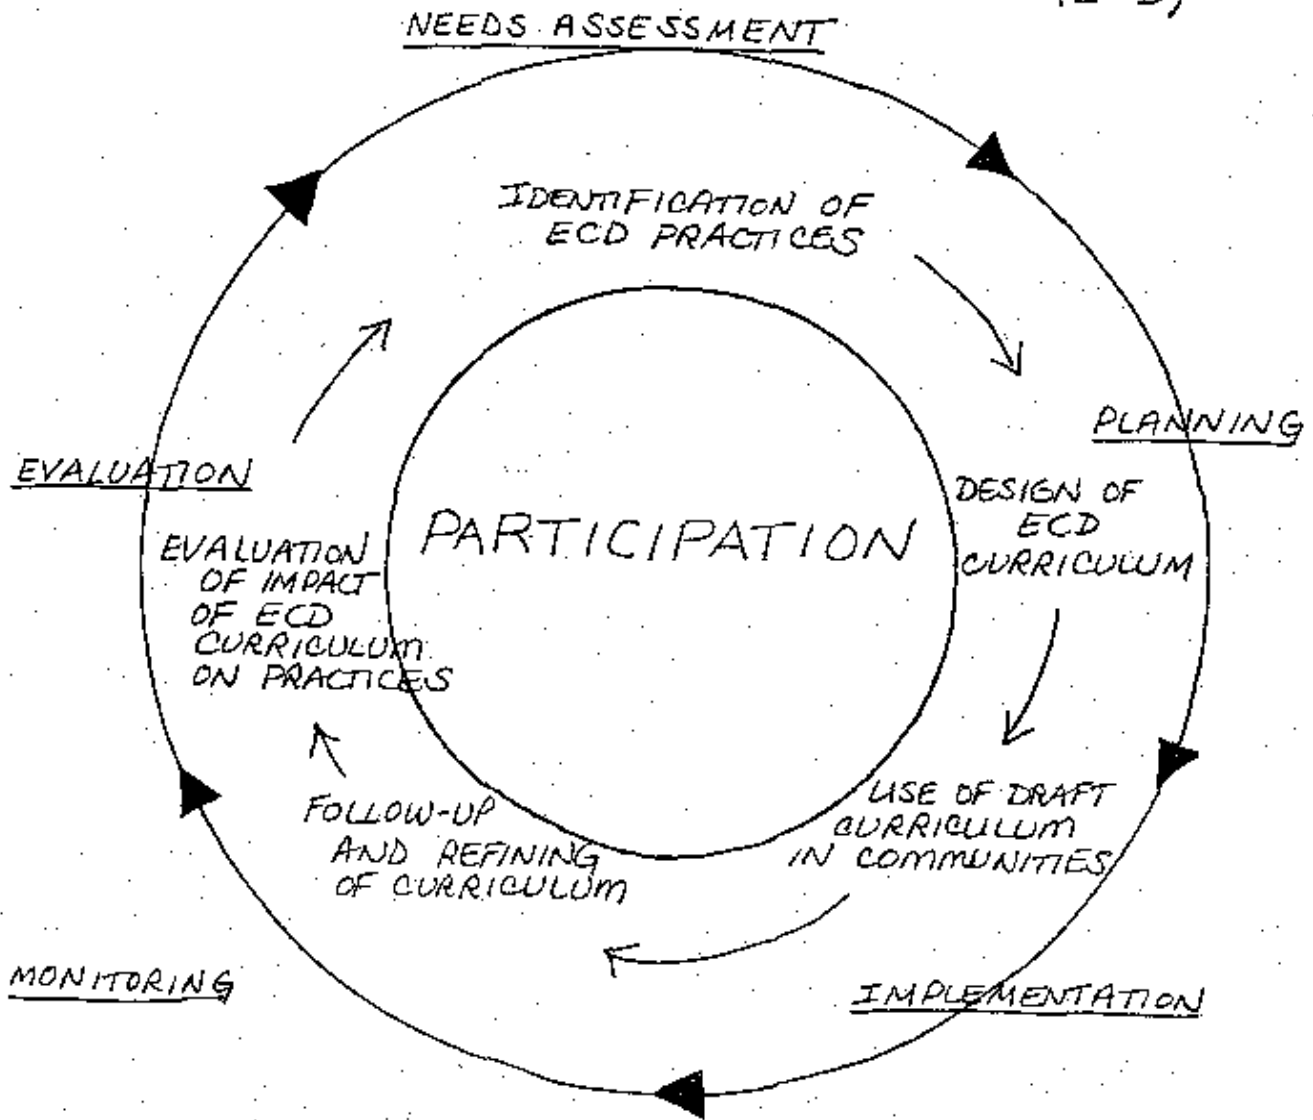 NEEDS ASSESSMENT
IDENTIFICATION OF
ECD PRACTICES
PLANNING
DESIGN OF
ECD
CURRICULUM
USE OF DRAFT
CURRICULUM
IN COMMUNITIES
IMPLEMENTATION
FOLLOW-UP
AND REFINING
OF CURRICULUM
MONITORING
EVALUATION
EVALUATION
OF IMPACT
OF ECD
CURRICULUM
ON PRACTICES
PARTICIPATION